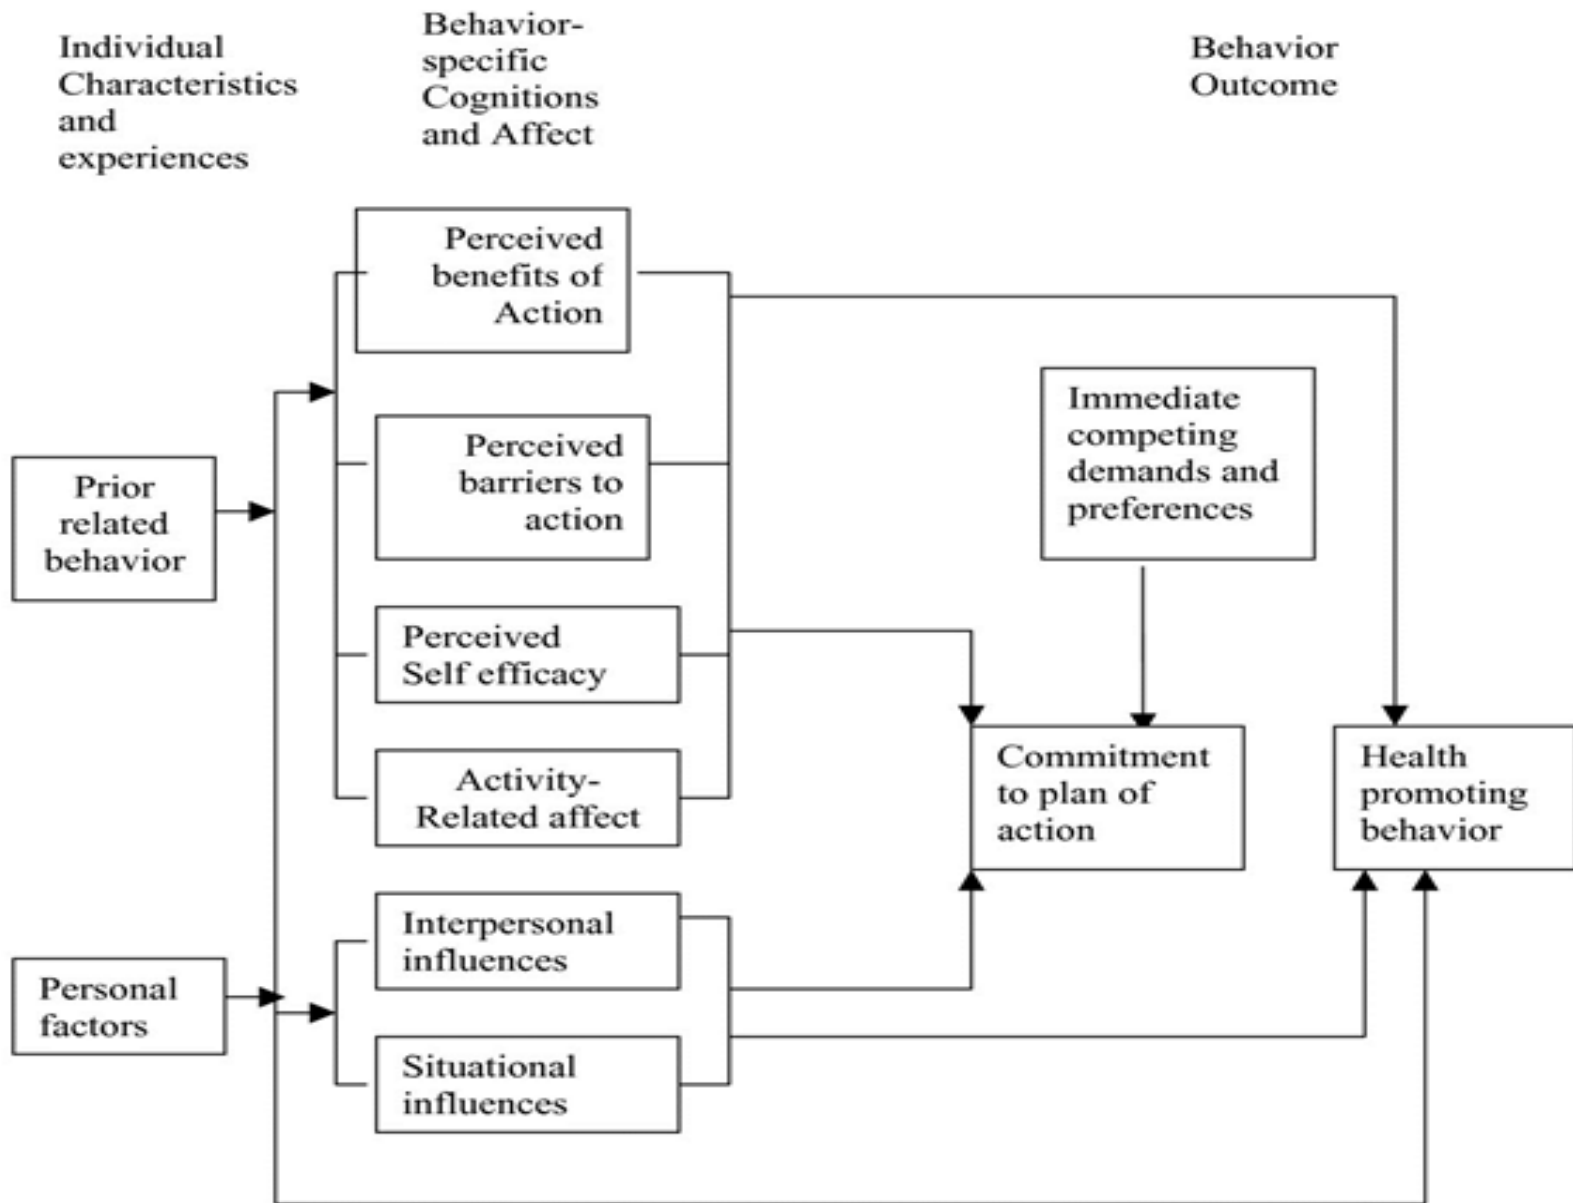 Individual
Characteristics
and
experiences
Behavior-
specific
Cognitions
and Affect
Behavior
Outcome
Perceived
benefits of
Action
Immediate
competing
demands and
preferences
Perceived
barriers to
action
Prior
related
behavior
Perceived
Self efficacy
Activity-
Related affect
Commitment
to plan of
action
Health
promoting
behavior
Interpersonal
influences
Personal
factors
Situational
influences